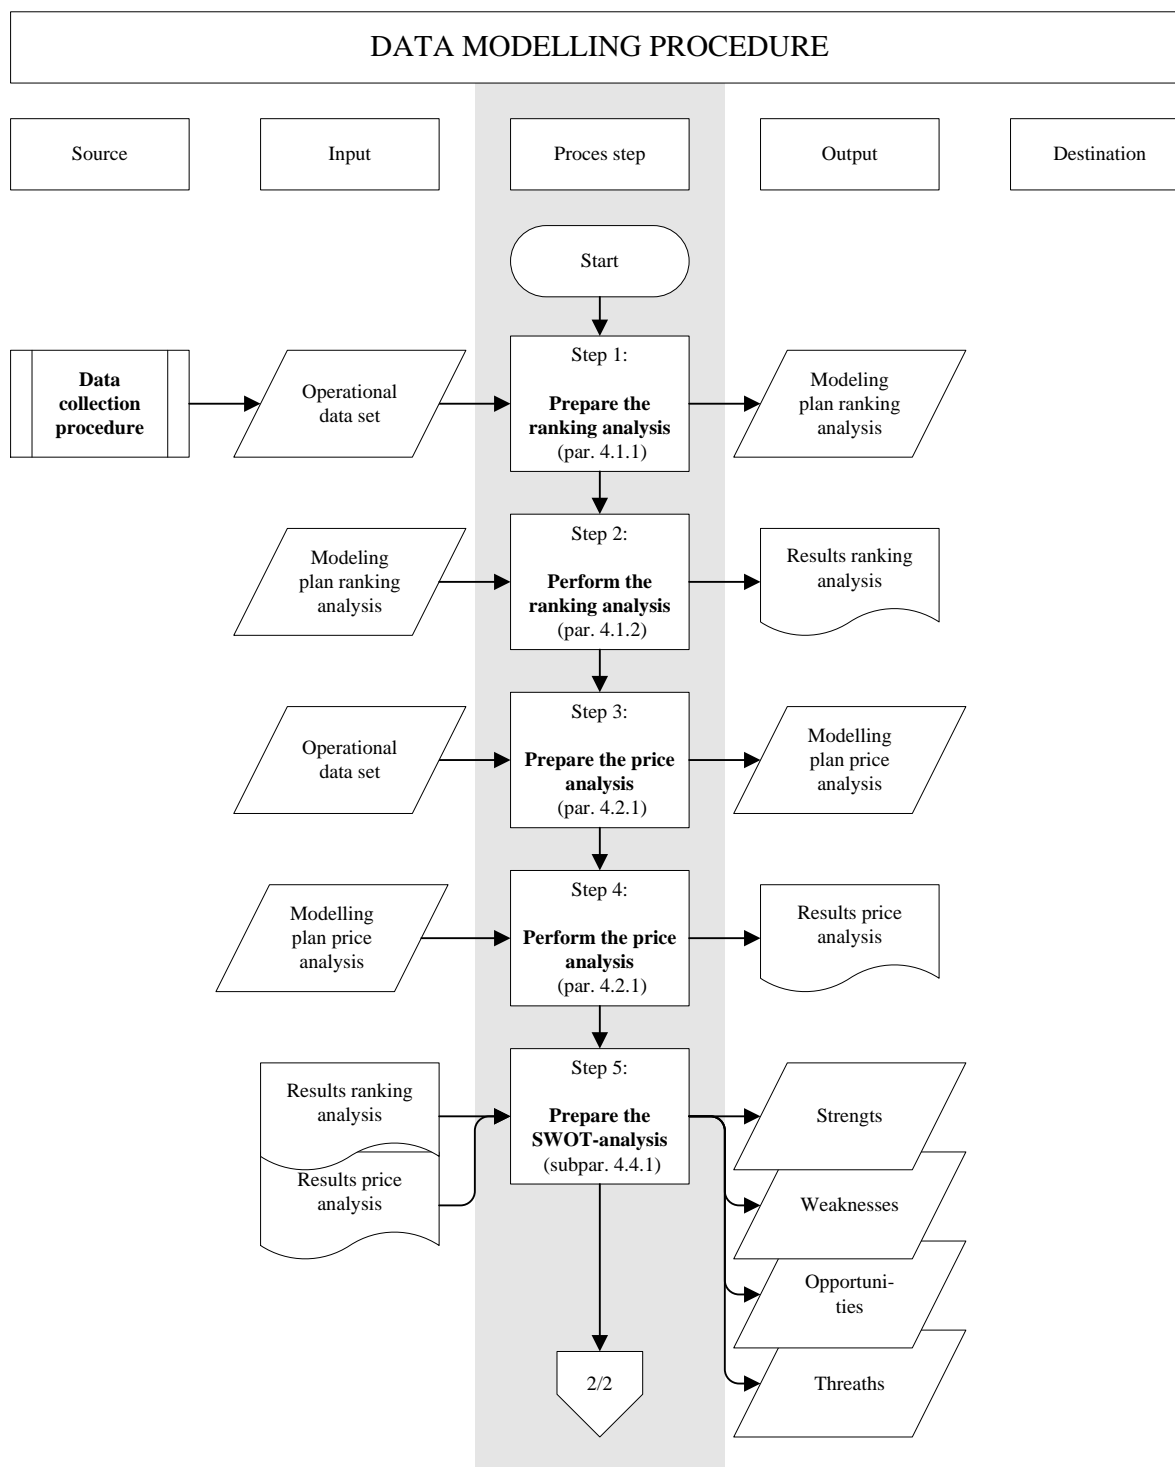 DATA MODELLING PROCEDURE
Source
Input
Proces step
Output
Destination
Start
Data
collection
procedure
Operational
data set
Step 1:
Prepare the
ranking analysis
(par. 4.1.1)
Modeling
plan ranking
analysis
Modeling
plan ranking
analysis
Step 2:
Perform the
ranking analysis
(par. 4.1.2)
Results ranking
analysis
Operational
data set
Step 3:
Prepare the price
analysis
(par. 4.2.1)
Modelling
plan price
analysis
Modelling
plan price
analysis
Step 4:
Perform the price
analysis
(par. 4.2.1)
Results price
analysis
Results ranking
analysis
Results price
analysis
Step 5:
Prepare the
SWOT-analysis
(subpar. 4.4.1)
Strengts
Weaknesses
Opportuni-
ties
Threaths
2/2